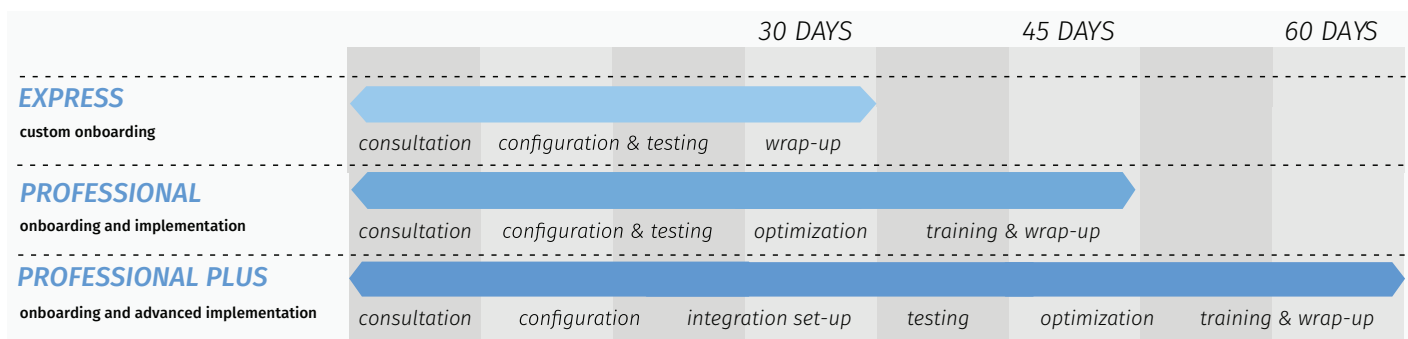 30 DAYS 45 DAYS 60 DAYS
EXPRESS
custom onboarding
consultation configuration & testing wrap-up
PROFESSIONAL
onboarding and implementation
consultation configuration & testing optimization training & wrap-up
PROFESSIONAL PLUS
onboarding and advanced implementation
consultation configuration integration set-up testing optimization training & wrap-up